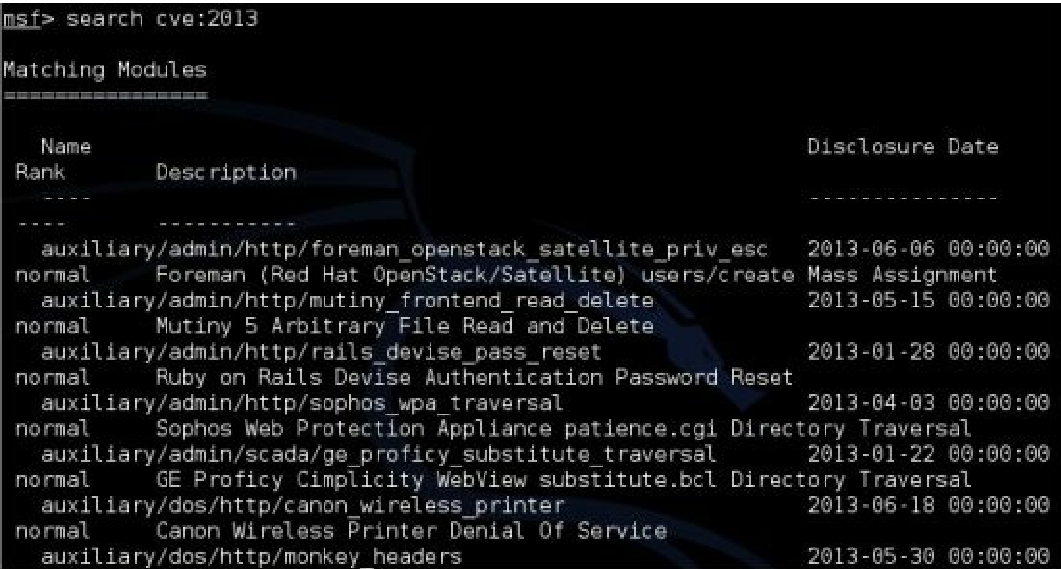 msf> search cve:2013
Matching Modules
================
Name Disclosure Date
Rank Description
---- ---------------
---- -----------
auxiliary/admin/http/foreman_openstack_satellite_priv_esc 2013-06-06 00:00:00
normal Foreman (Red Hat OpenStack/Satellite) users/create Mass Assignment
auxiliary/admin/http/mutiny_frontend_read_delete 2013-05-15 00:00:00
normal Mutiny 5 Arbitrary File Read and Delete
auxiliary/admin/http/rails_devise_pass_reset 2013-01-28 00:00:00
normal Ruby on Rails Devise Authentication Password Reset
auxiliary/admin/http/sophos_wpa_traversal 2013-04-03 00:00:00
normal Sophos Web Protection Appliance patience.cgi Directory Traversal
auxiliary/admin/scada/ge_proficy_substitute_traversal 2013-01-22 00:00:00
normal GE Proficy Cimplicity WebView substitute.bcl Directory Traversal
auxiliary/dos/http/canon_wireless_printer 2013-06-18 00:00:00
normal Canon Wireless Printer Denial Of Service
auxiliary/dos/http/monkey_headers 2013-05-30 00:00:00